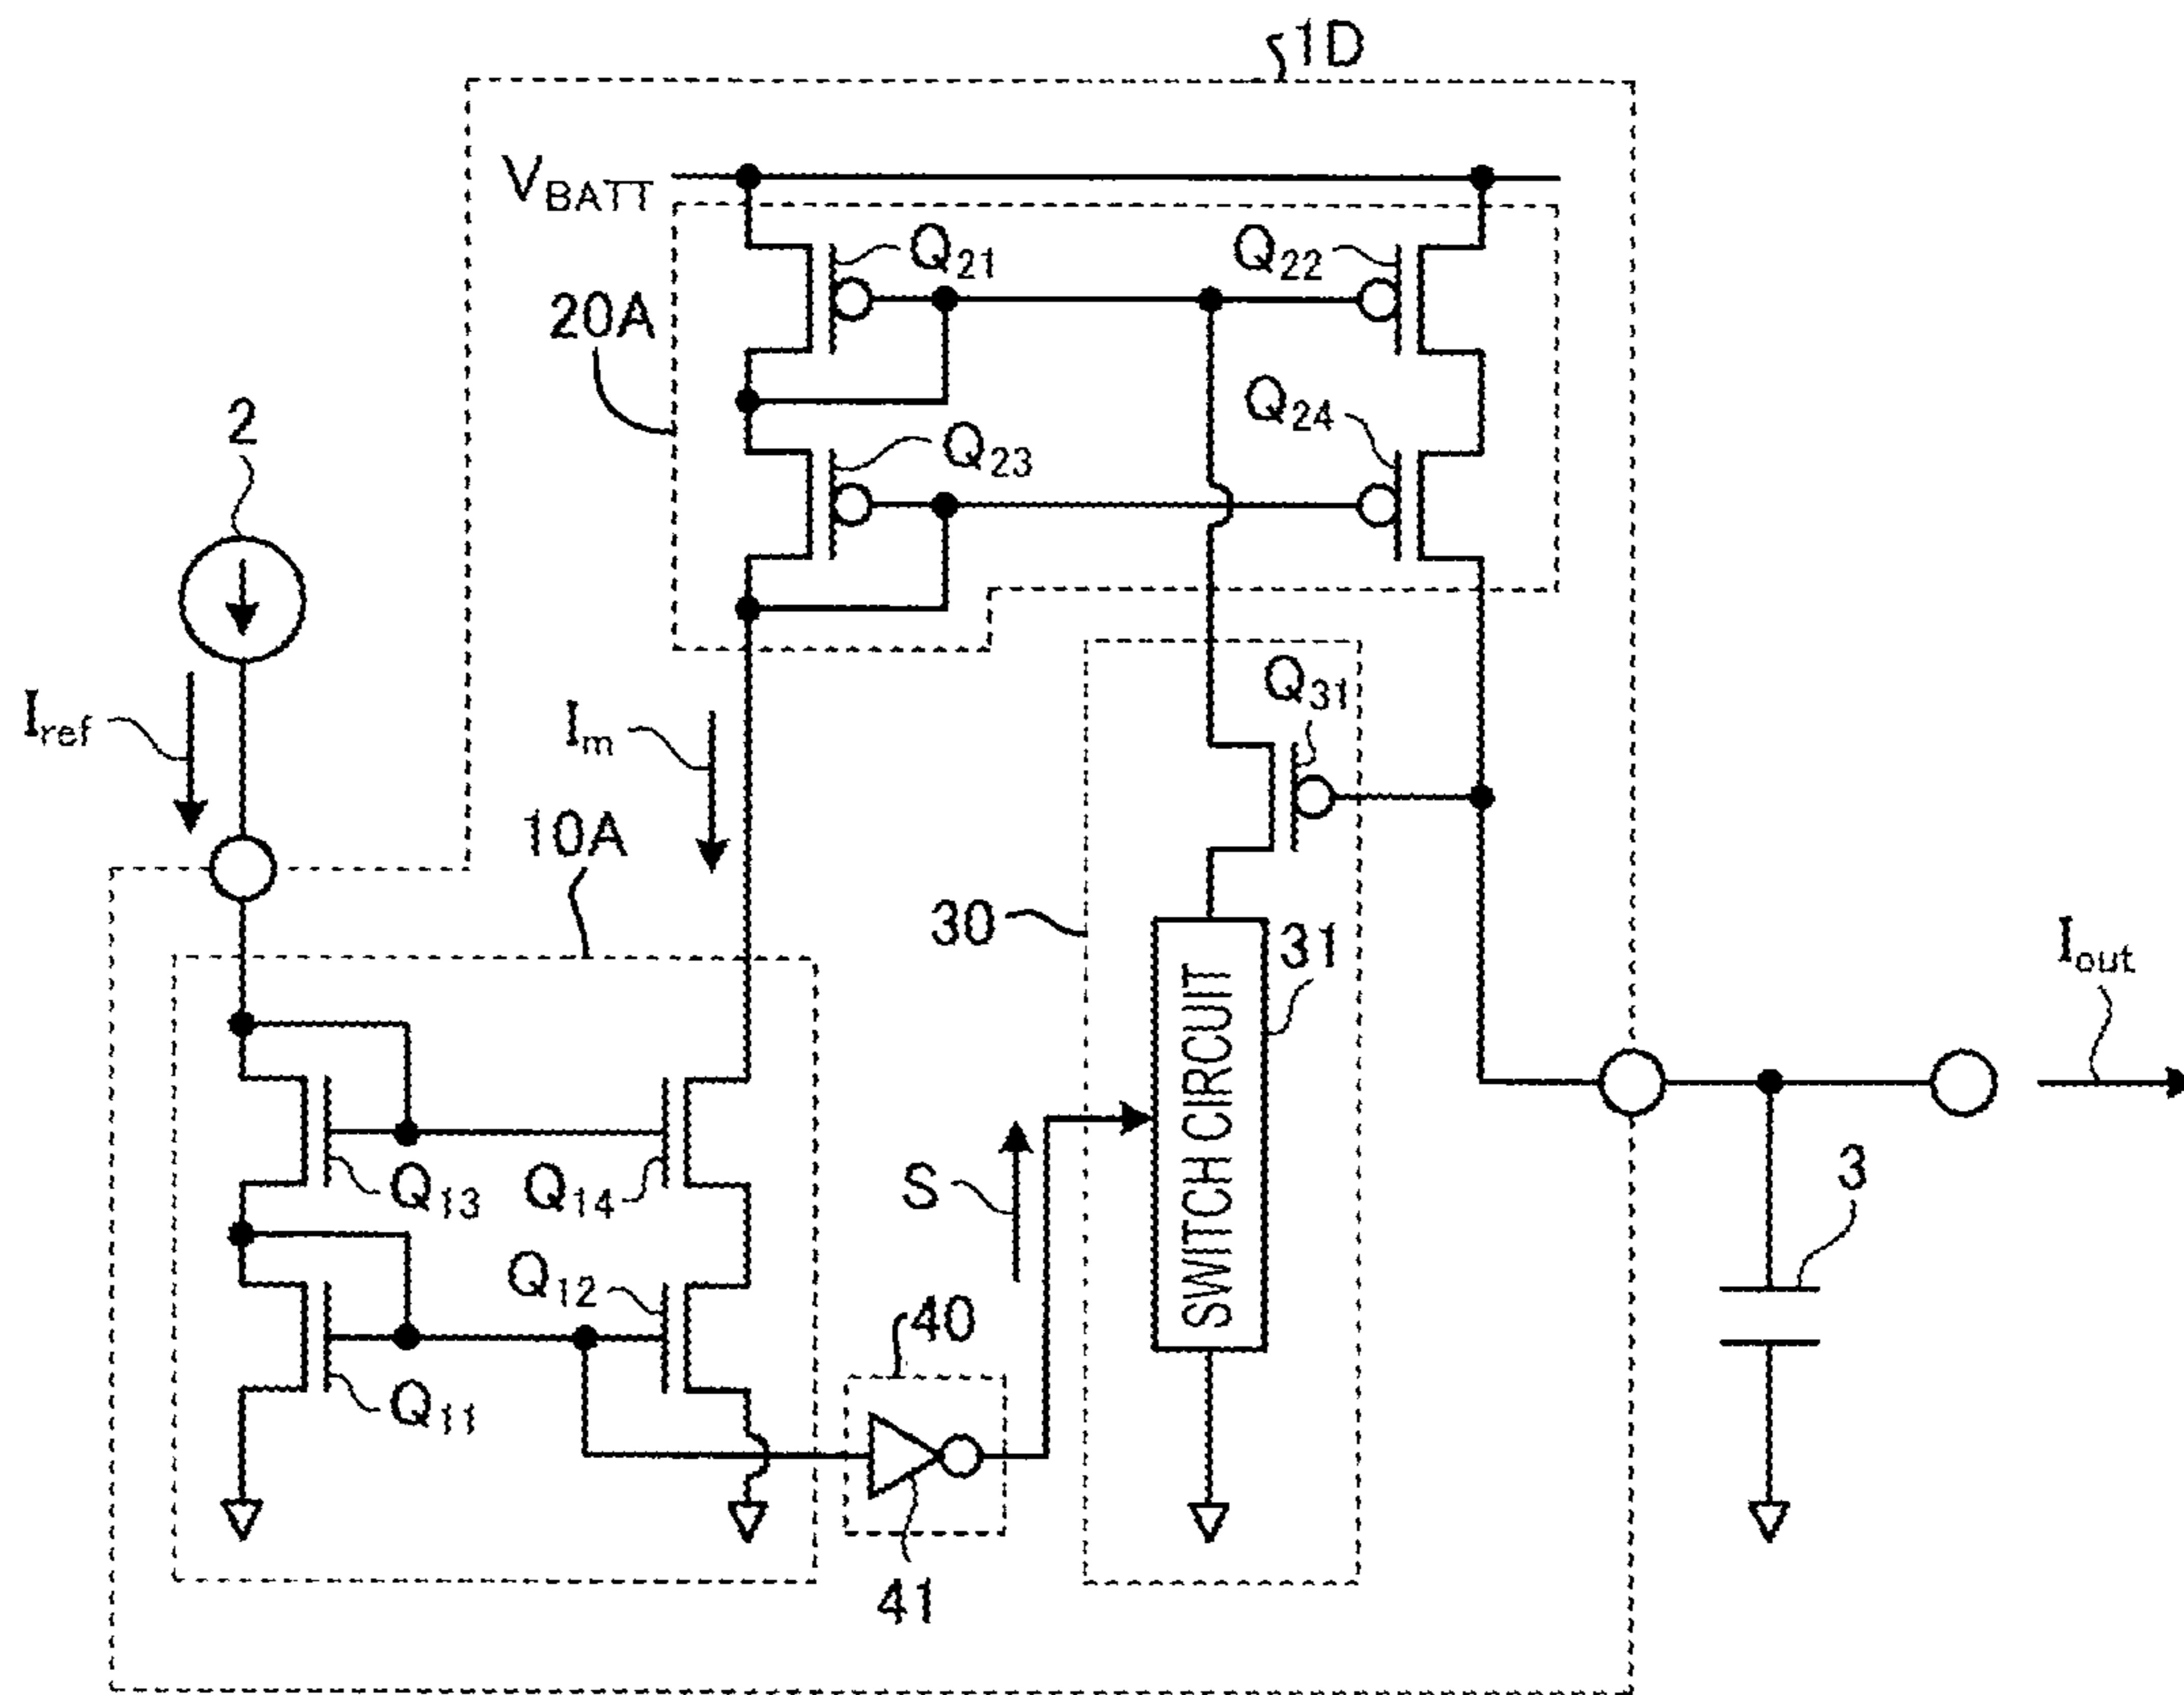 1D
V_BATT
Q21
Q22
20A
Q24
2
Q23
Q31
Iref
Im
10A
30
31
Iout
SWITCH CIRCUIT
3
Q13
Q14
S
Q12
40
Q11
41